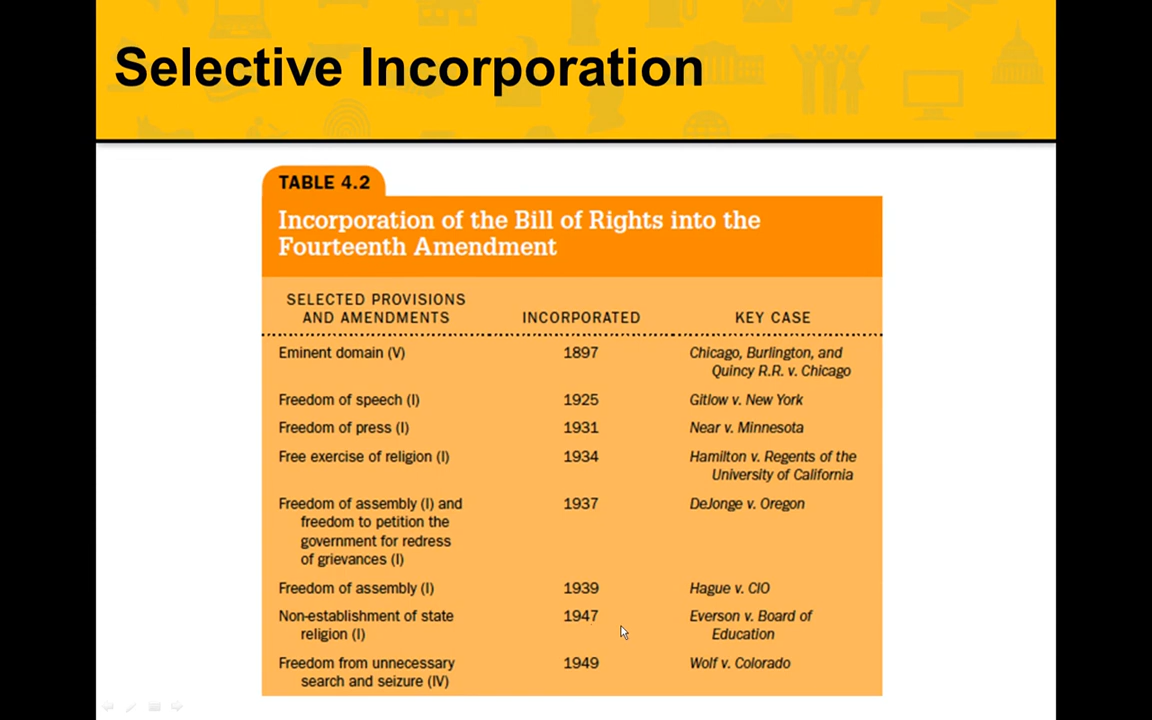 Selective Incorporation
TABLE 4.2
Incorporation of the Bill of Rights into the
Fourteenth Amendment
SELECTED PROVISIONS
AND AMENDMENTS INCORPORATED KEY CASE
Eminent domain (V) 1897 Chicago, Burlington, and
Quincy R.R. v. Chicago
Freedom of speech (I) 1925 Gitlow v. New York
Freedom of press (I) 1931 Near v. Minnesota
Free exercise of religion (I) 1934 Hamilton v. Regents of the
University of California
Freedom of assembly (I) and 1937 DeJonge v. Oregon
freedom to petition the
government for redress
of grievances (I)
Freedom of assembly (I) 1939 Hague v. CIO
Non-establishment of state 1947 Everson v. Board of
religion (I) Education
Freedom from unnecessary 1949 Wolf v. Colorado
search and seizure (IV)